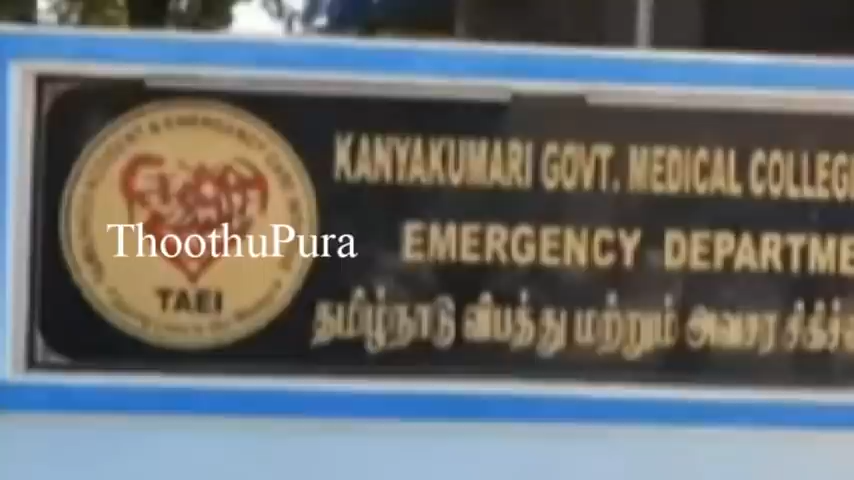 KANYAKUMARI GOVT. MEDICAL COLLEG
EMERGENCY DEPARTME
தமிழ்நாடு விபத்து மற்றும் அவசர
TAEI
ThoothuPura